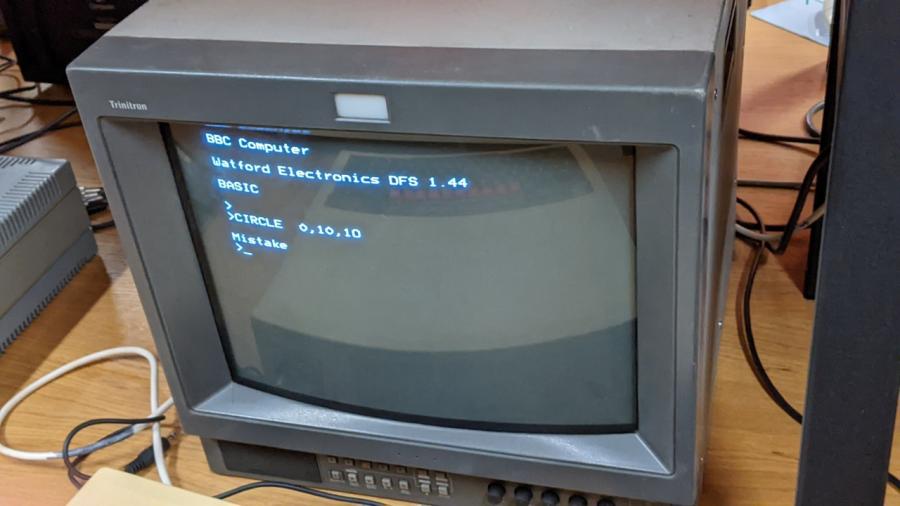 Trinitron
BBC Computer
Watford Electronics DFS 1.44
BASIC
>
>CIRCLE 0,10,10
Mistake
>_